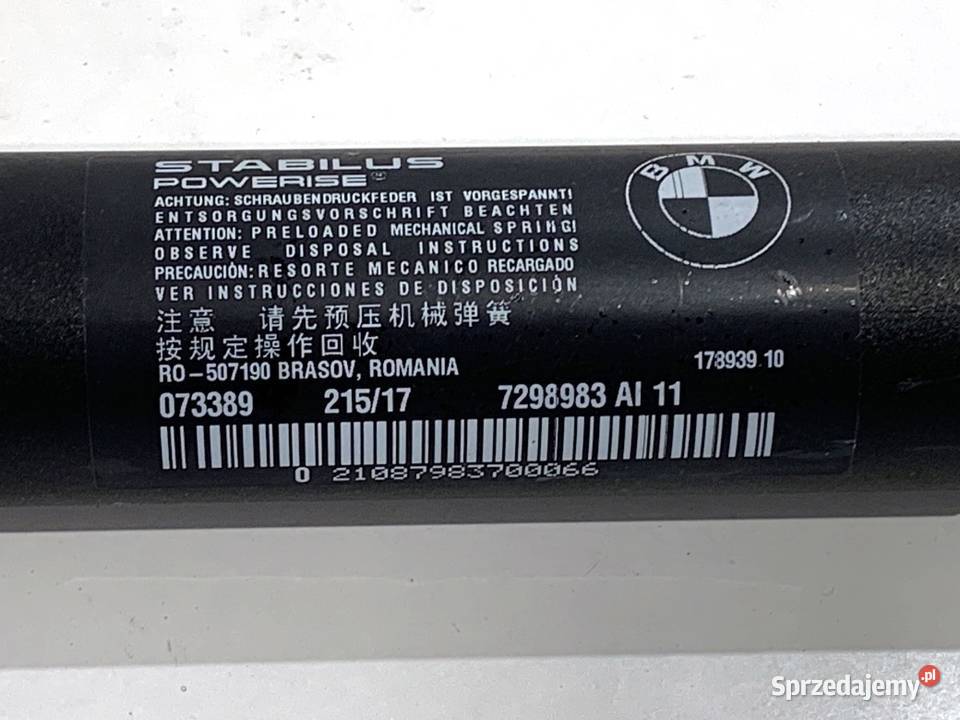 STABILUS
POWERISE®
BMW
ACHTUNG: SCHRAUBENDRUCKFEDER IST VORGESPANNT!
ENTSORGUNGSVORSCHRIFT BEACHTEN
ATTENTION: PRELOADED MECHANICAL SPRING!
OBSERVE DISPOSAL INSTRUCTIONS
PRECAUCIÓN: RESORTE MECANICO RECARGADO
VER INSTRUCCIONES DE DISPOSICIÓN
注意 请先预压机械弹簧
按规定操作回收
RO-507190 BRASOV, ROMANIA 178939 10
073389 215/17 7298983 AI 11
0 21087983700066
Sprzedajemy.pl